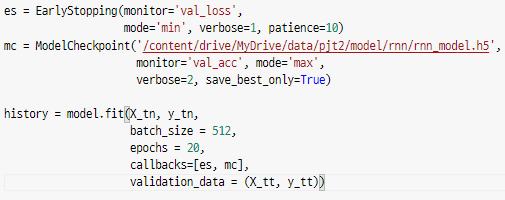 es = EarlyStopping(monitor='val_loss',
mode='min', verbose=1, patience=10)
mc = ModelCheckpoint('/content/drive/MyDrive/data/pjt2/model/rnn/rnn_model.h5',
monitor='val_acc', mode='max',
verbose=2, save_best_only=True)
history = model.fit(X_tn, y_tn,
batch_size = 512,
epochs = 20,
callbacks=[es, mc],
validation_data = (X_tt, y_tt))